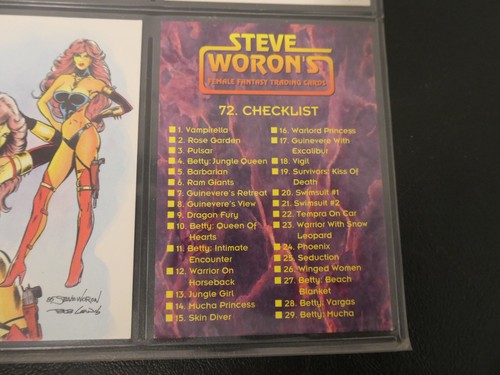 STEVE
WORON'S
FEMALE FANTASY TRADING CARDS
72. CHECKLIST
1. Vampirella
2. Rose Garden
3. Pulsar
4. Betty: Jungle Queen
5. Barbarian
6. Ram Giants
7. Guinevere's Retreat
8. Guinevere's View
9. Dragon Fury
10. Betty: Queen Of
Hearts
11. Betty: Intimate
Encounter
12. Warrior On
Horseback
13. Jungle Girl
14. Mucha Princess
15. Skin Diver
16. Warlord Princess
17. Guinevere With
Excalibur
18. Vigil
19. Survivors: Kiss Of
Death
20. Swimsuit #1
21. Swimsuit #2
22. Tempra On Car
23. Warrior With Snow
Leopard
24. Phoenix
25. Seduction
26. Winged Women
27. Betty: Beach
Blanket
28. Betty, Vargas
29. Betty: Mucha
STEVE WORON